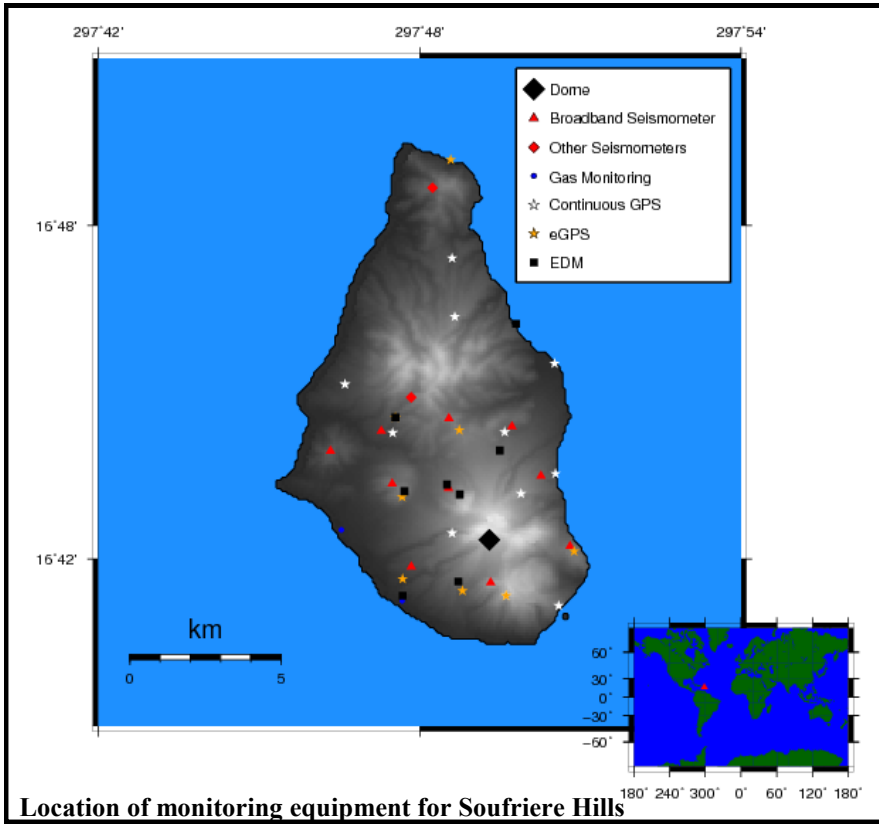 297°42' 297°48' 297°54'
Dome
Broadband Seismometer
Other Seismometers
Gas Monitoring
Continuous GPS
eGPS
EDM
16°48'
16°42'
km
0 5
60°
30°
0°
−30°
−60°
180° 240° 300° 0° 60° 120° 180°
Location of monitoring equipment for Soufriere Hills